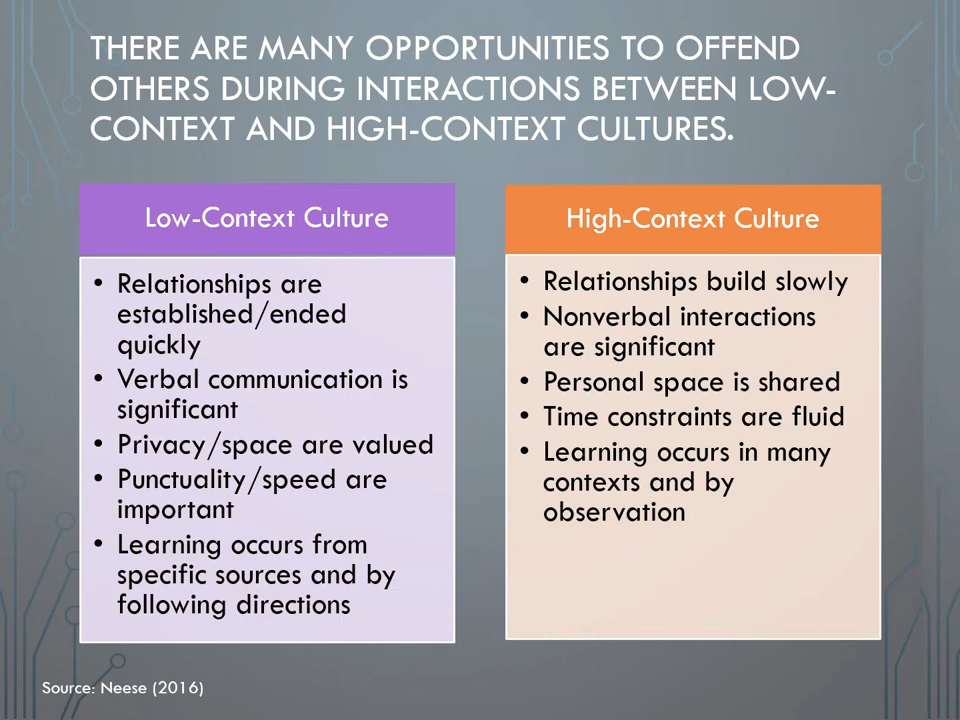 THERE ARE MANY OPPORTUNITIES TO OFFEND
OTHERS DURING INTERACTIONS BETWEEN LOW-
CONTEXT AND HIGH-CONTEXT CULTURES.
Low-Context Culture
• Relationships are
established/ended
quickly
• Verbal communication is
significant
• Privacy/space are valued
• Punctuality/speed are
important
• Learning occurs from
specific sources and by
following directions
High-Context Culture
• Relationships build slowly
• Nonverbal interactions
are significant
• Personal space is shared
• Time constraints are fluid
• Learning occurs in many
contexts and by
observation
Source: Neese (2016)